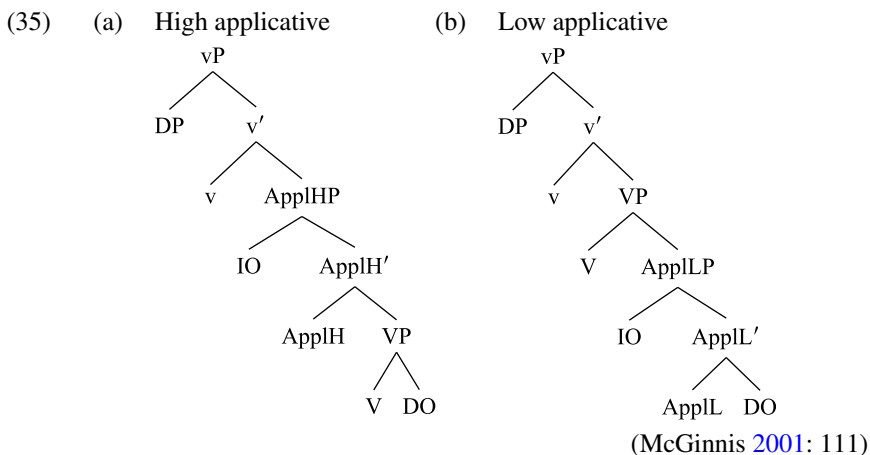 (35) (a) High applicative (b) Low applicative
vP vP
DP v′ DP v′
v ApplHP v VP
IO ApplH′ V ApplLP
ApplH VP IO ApplL′
V DO ApplL DO
(McGinnis 2001: 111)